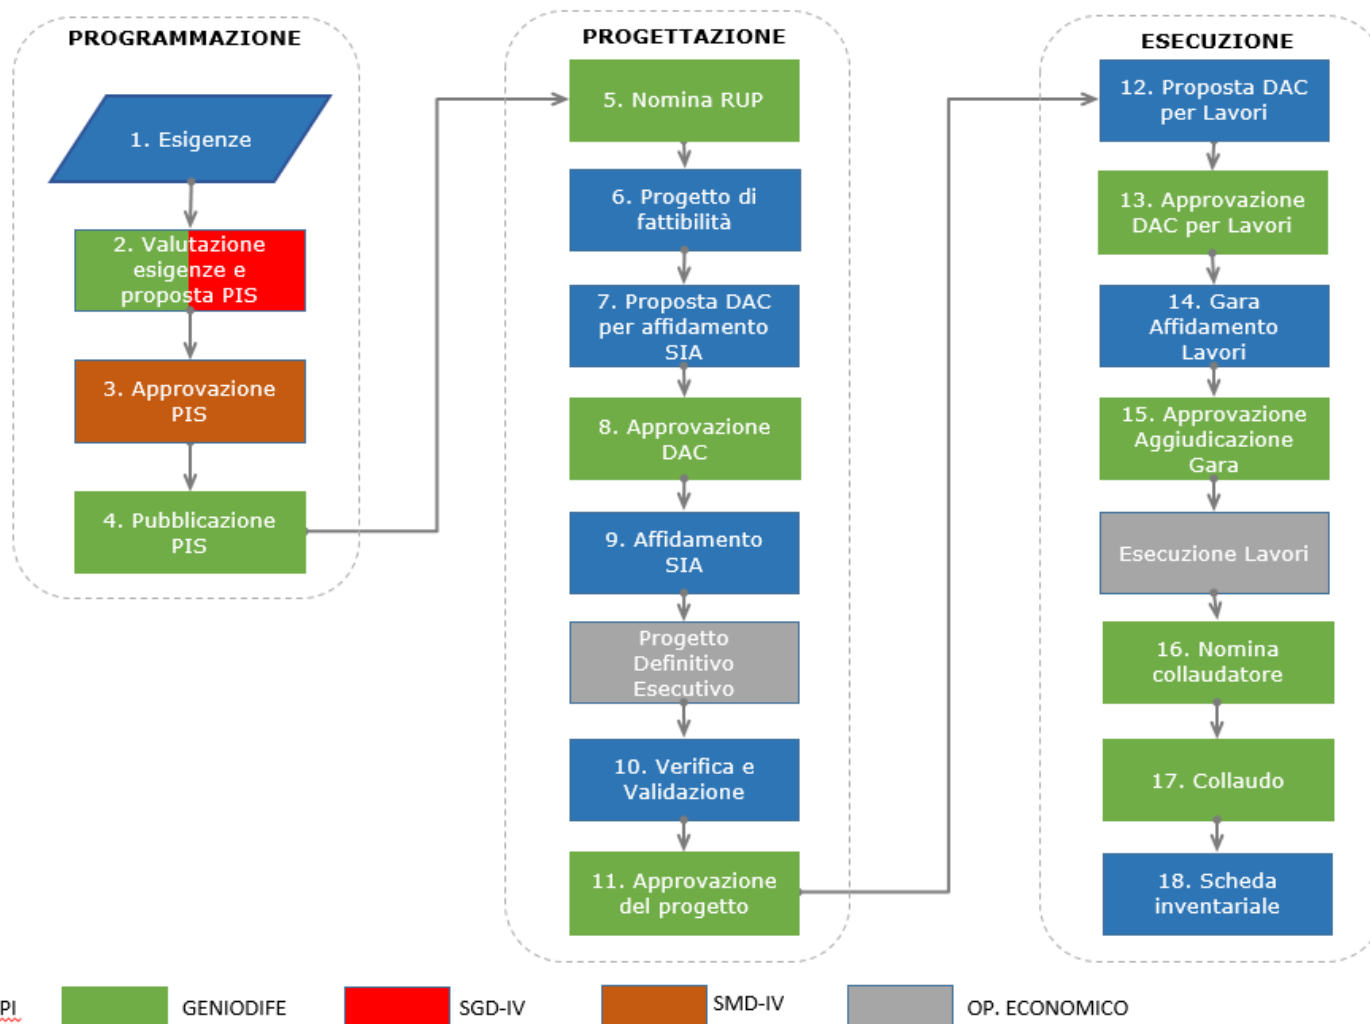 PROGRAMMAZIONE
1. Esigenze
2. Valutazione
esigenze e
proposta PIS
3. Approvazione
PIS
4. Pubblicazione
PIS
PROGETTAZIONE
5. Nomina RUP
6. Progetto di
fattibilità
7. Proposta DAC
per affidamento
SIA
8. Approvazione
DAC
9. Affidamento
SIA
Progetto
Definitivo
Esecutivo
10. Verifica e
Validazione
11. Approvazione
del progetto
ESECUZIONE
12. Proposta DAC
per Lavori
13. Approvazione
DAC per Lavori
14. Gara
Affidamento
Lavori
15. Approvazione
Aggiudicazione
Gara
Esecuzione Lavori
16. Nomina
collaudatore
17. Collaudo
18. Scheda
inventariale
PI GENIODIFE SGD-IV SMD-IV OP. ECONOMICO